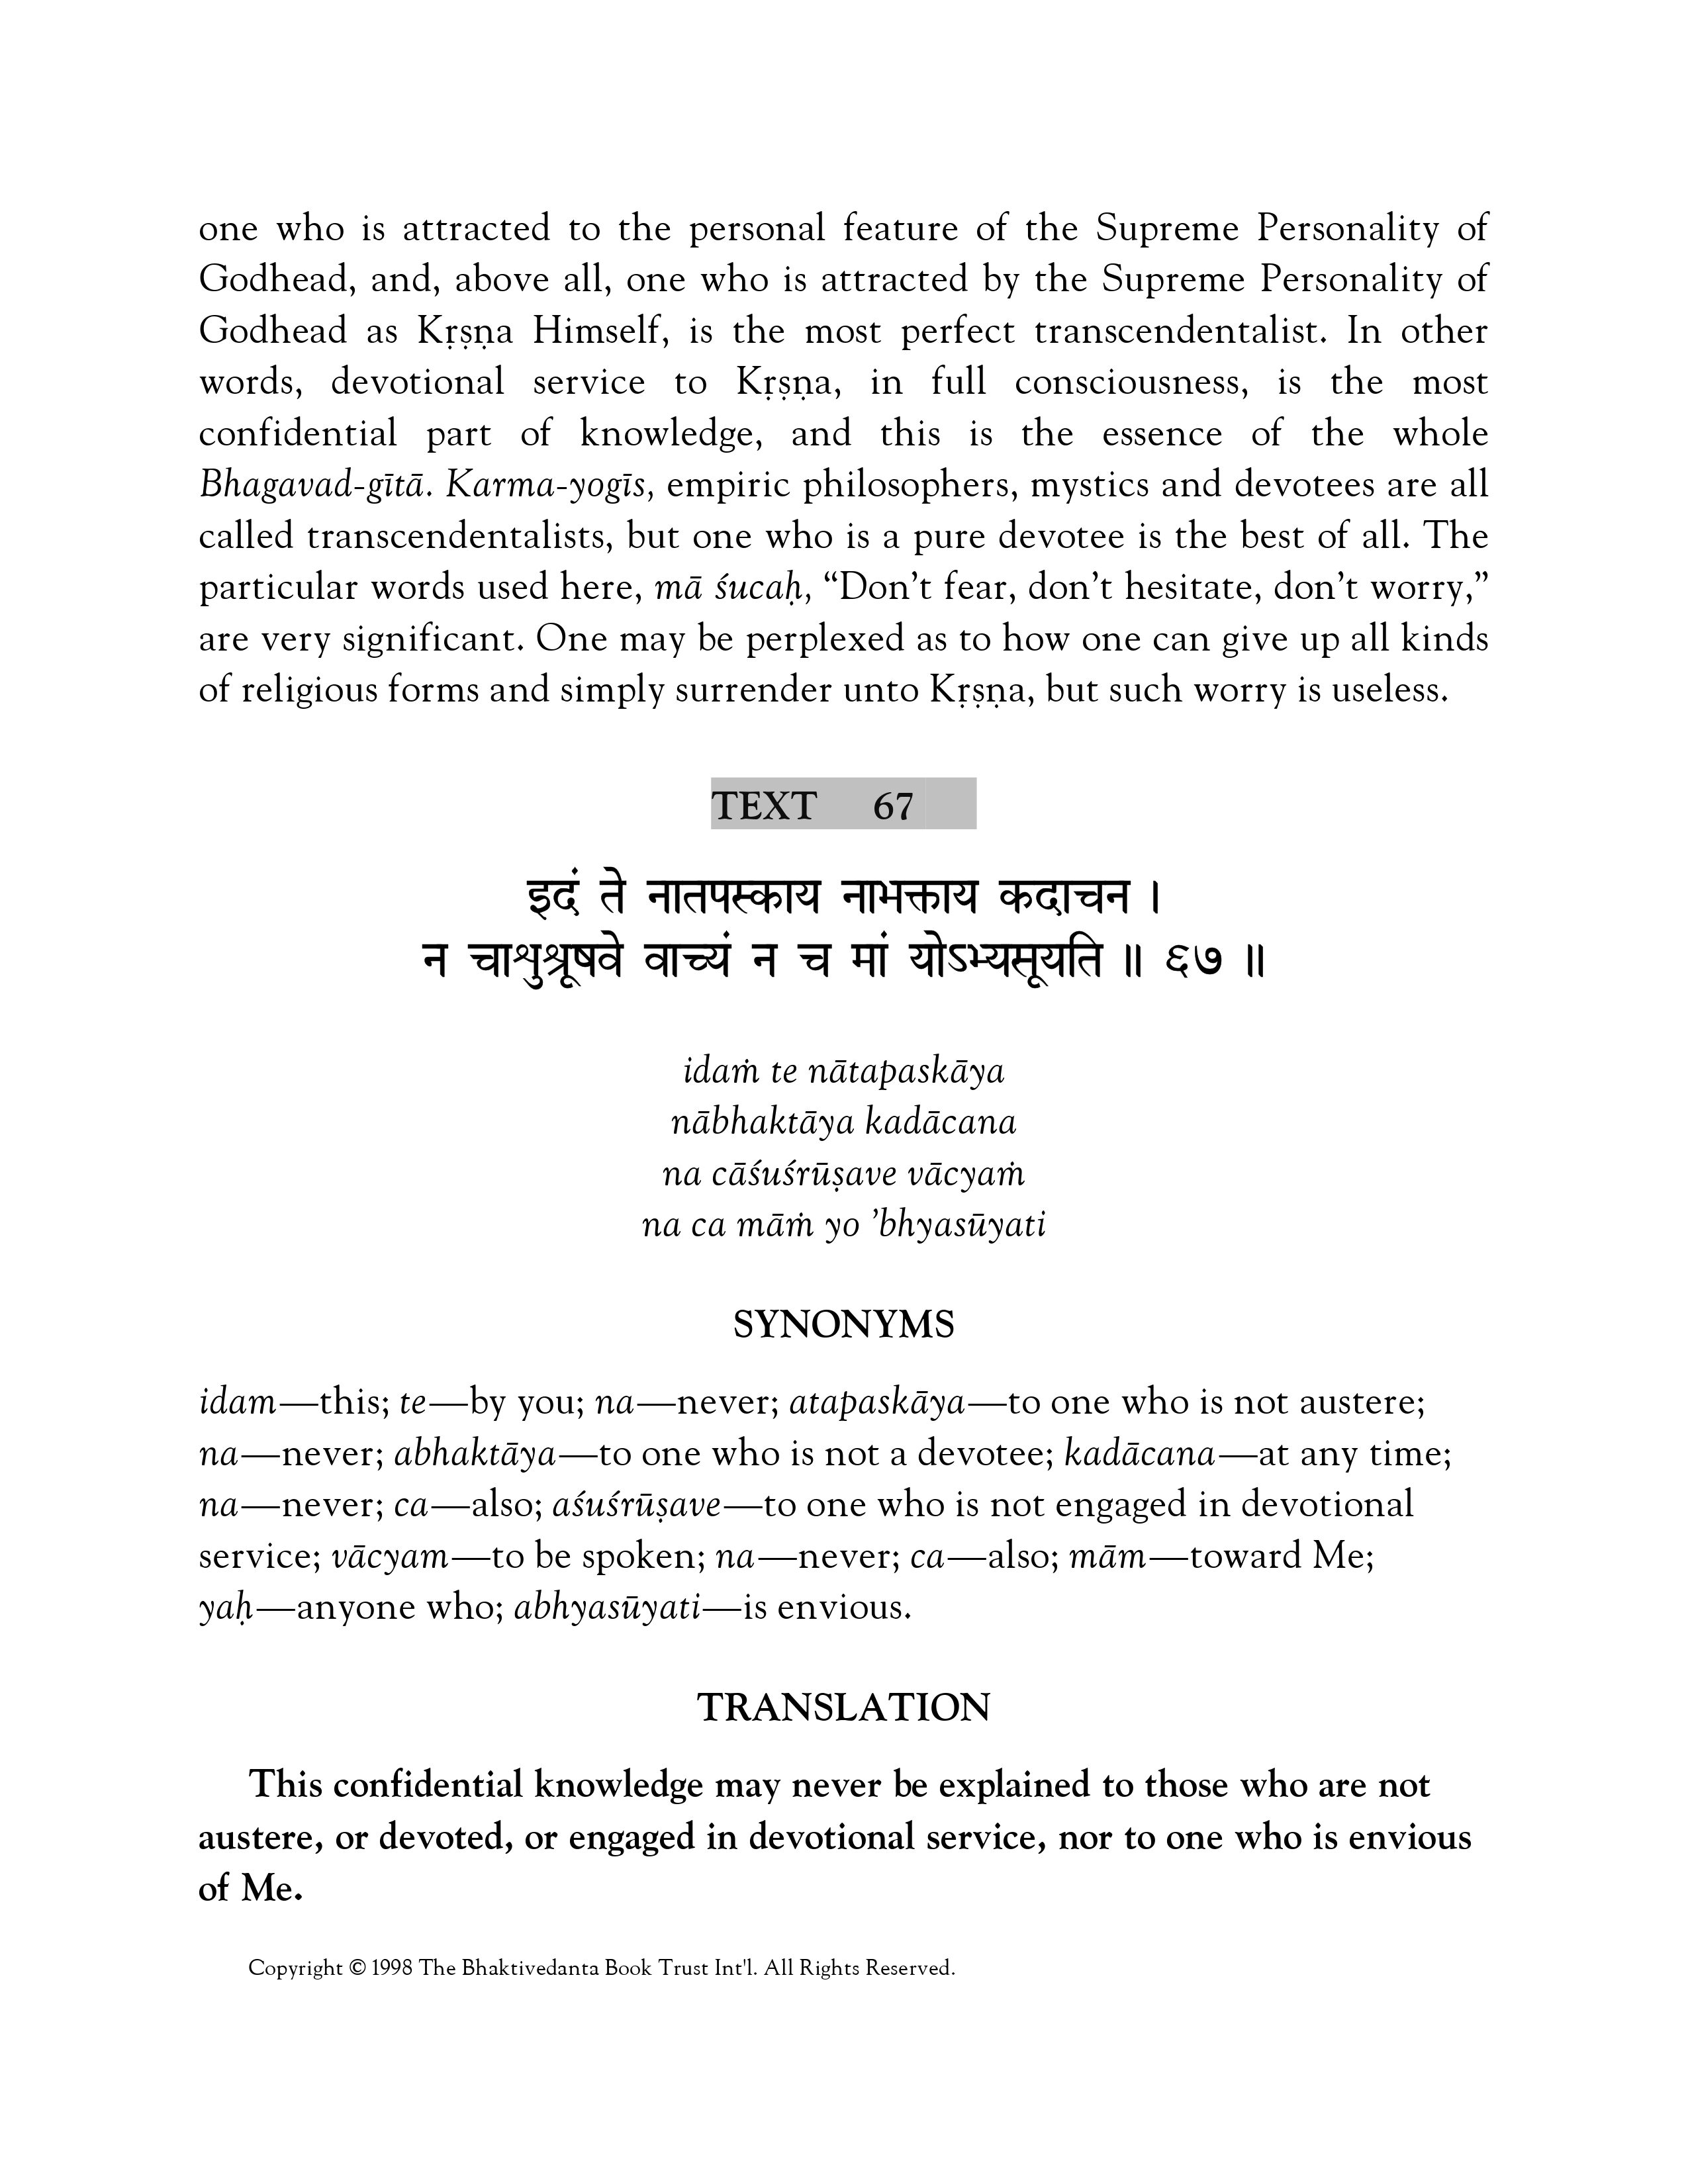 one who is attracted to the personal feature of the Supreme Personality of
Godhead, and, above all, one who is attracted by the Supreme Personality of
Godhead as Kṛṣṇa Himself, is the most perfect transcendentalist. In other
words, devotional service to Kṛṣṇa, in full consciousness, is the most
confidential part of knowledge, and this is the essence of the whole
Bhagavad-gītā. Karma-yogīs, empiric philosophers, mystics and devotees are all
called transcendentalists, but one who is a pure devotee is the best of all. The
particular words used here, mā śucaḥ, “Don’t fear, don’t hesitate, don’t worry,”
are very significant. One may be perplexed as to how one can give up all kinds
of religious forms and simply surrender unto Kṛṣṇa, but such worry is useless.
TEXT 67
इदं ते नातपस्काय नाभक्ताय कदाचन ।
न चाशुश्रूषवे वाच्यं न च मां योऽभ्यसूयति ॥ ६७ ॥
idaṁ te nātapaskāya
nābhaktāya kadācana
na cāśuśrūṣave vācyaṁ
na ca māṁ yo ’bhyasūyati
SYNONYMS
idam—this; te—by you; na—never; atapaskāya—to one who is not austere;
na—never; abhaktāya—to one who is not a devotee; kadācana—at any time;
na—never; ca—also; aśuśrūṣave—to one who is not engaged in devotional
service; vācyam—to be spoken; na—never; ca—also; mām—toward Me;
yaḥ—anyone who; abhyasūyati—is envious.
TRANSLATION
This confidential knowledge may never be explained to those who are not
austere, or devoted, or engaged in devotional service, nor to one who is envious
of Me.
Copyright © 1998 The Bhaktivedanta Book Trust Int'l. All Rights Reserved.